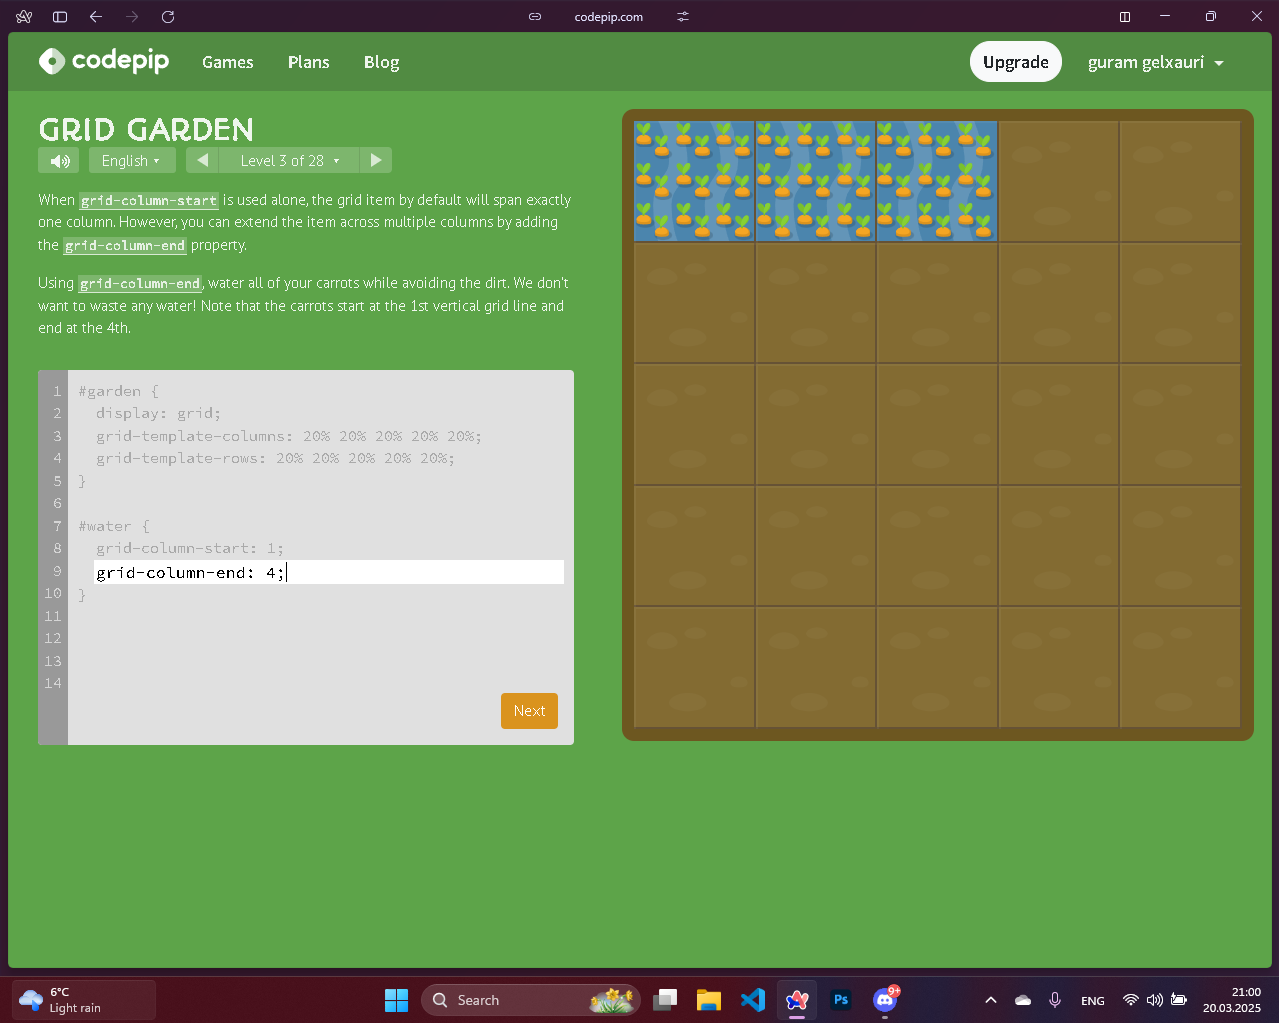 codepip.com
codepip
Games
Plans
Blog
Upgrade
guram gelxauri
GRID GARDEN
English
Level 3 of 28
When grid-column-start is used alone, the grid item by default will span exactly
one column. However, you can extend the item across multiple columns by adding
the grid-column-end property.
Using grid-column-end, water all of your carrots while avoiding the dirt. We don't
want to waste any water! Note that the carrots start at the 1st vertical grid line and
end at the 4th.
1 #garden {
2 display: grid;
3 grid-template-columns: 20% 20% 20% 20% 20%;
4 grid-template-rows: 20% 20% 20% 20% 20%;
5 }
6
7 #water {
8 grid-column-start: 1;
9 grid-column-end: 4;
10 }
11
12
13
14
Next
6°C
Light rain
Search
Ps
9+
ENG
21:00
20.03.2025